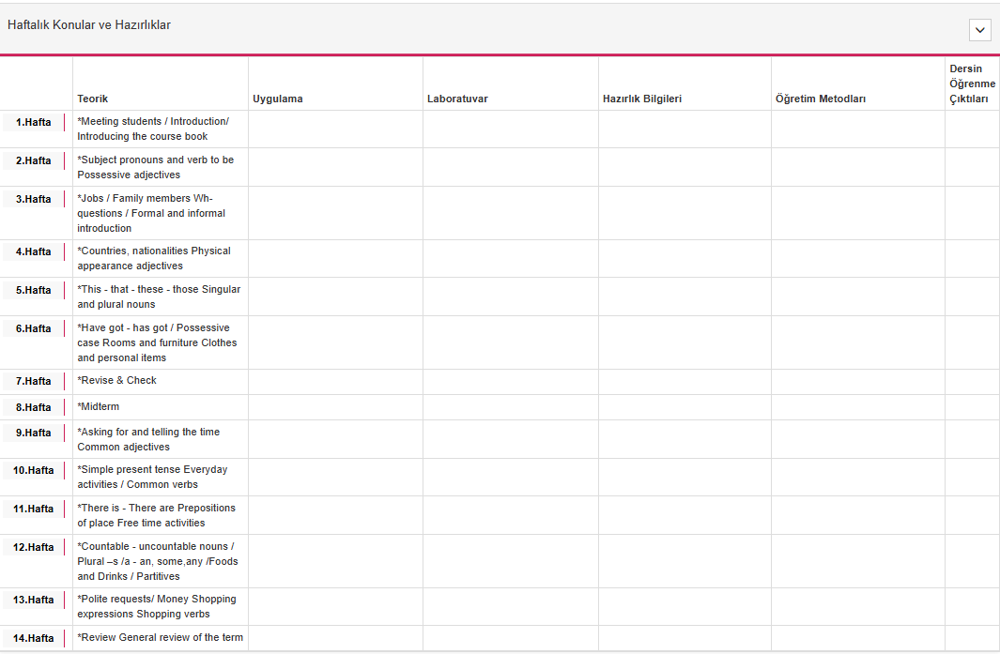 Haftalık Konular ve Hazırlıklar
Teorik
Uygulama
Laboratuvar
Hazırlık Bilgileri
Öğretim Metodları
Dersin
Öğrenme
Çıktıları
1.Hafta
*Meeting students / Introduction/
Introducing the course book
2.Hafta
*Subject pronouns and verb to be
Possessive adjectives
3.Hafta
*Jobs / Family members Wh-
questions / Formal and informal
introduction
4.Hafta
*Countries, nationalities Physical
appearance adjectives
5.Hafta
*This - that - these - those Singular
and plural nouns
6.Hafta
*Have got - has got / Possessive
case Rooms and furniture Clothes
and personal items
7.Hafta
*Revise & Check
8.Hafta
*Midterm
9.Hafta
*Asking for and telling the time
Common adjectives
10.Hafta
*Simple present tense Everyday
activities / Common verbs
11.Hafta
*There is - There are Prepositions
of place Free time activities
12.Hafta
*Countable - uncountable nouns /
Plural –s /a - an, some,any /Foods
and Drinks / Partitives
13.Hafta
*Polite requests/ Money Shopping
expressions Shopping verbs
14.Hafta
*Review General review of the term